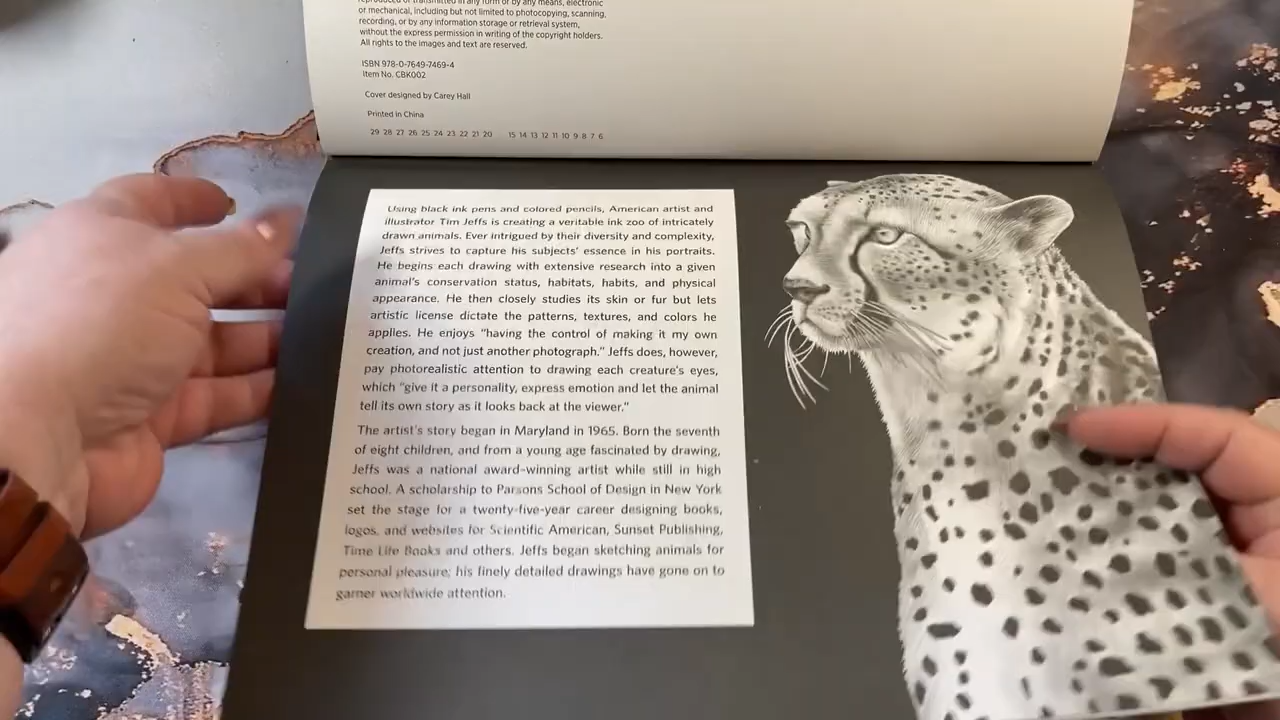 reproduced or transmitted in any form or by any means, electronic
or mechanical, including but not limited to photocopying, scanning,
recording, or by any information storage or retrieval system,
without the express permission in writing of the copyright holders.
All rights to the images and text are reserved.
ISBN 978-0-7649-7469-4
Item No. CBK002
Cover designed by Carey Hall
Printed in China
29 28 27 26 25 24 23 22 21 20 15 14 13 12 11 10 9 8 7 6
Using black ink pens and colored pencils, American artist and
illustrator Tim Jeffs is creating a veritable ink zoo of intricately
drawn animals. Ever intrigued by their diversity and complexity,
Jeffs strives to capture his subjects' essence in his portraits.
He begins each drawing with extensive research into a given
animal's conservation status, habitats, habits, and physical
appearance. He then closely studies its skin or fur but lets
artistic license dictate the patterns, textures, and colors he
applies. He enjoys "having the control of making it my own
creation, and not just another photograph." Jeffs does, however,
pay photorealistic attention to drawing each creature's eyes,
which "give it a personality, express emotion and let the animal
tell its own story as it looks back at the viewer."
The artist's story began in Maryland in 1965. Born the seventh
of eight children, and from a young age fascinated by drawing,
Jeffs was a national award-winning artist while still in high
school. A scholarship to Parsons School of Design in New York
set the stage for a twenty-five-year career designing books,
logos, and websites for Scientific American, Sunset Publishing,
Time Life Books and others. Jeffs began sketching animals for
personal pleasure; his finely detailed drawings have gone on to
garner worldwide attention.